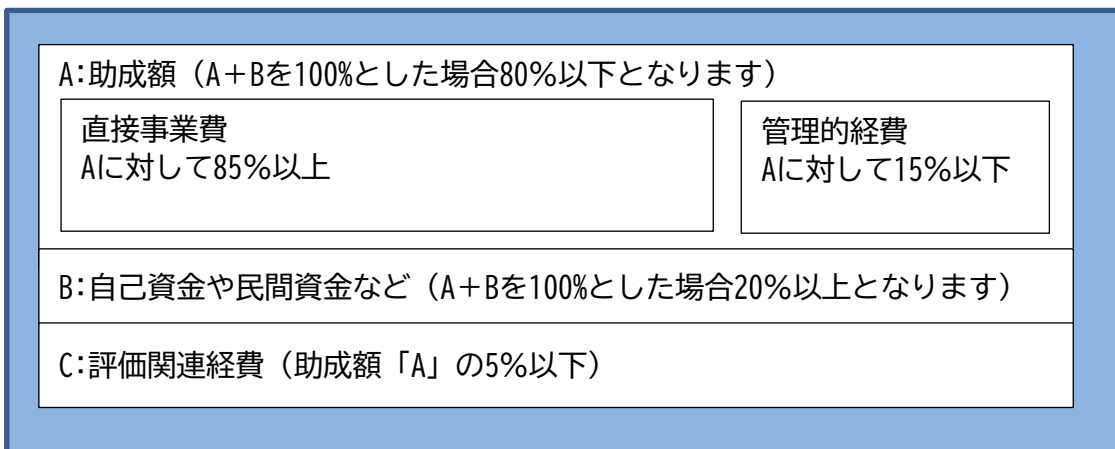 A:助成額（A＋Bを100%とした場合80％以下となります）
直接事業費
Aに対して85％以上
管理的経費
Aに対して15％以下
B:自己資金や民間資金など（A＋Bを100%とした場合20％以上となります）
C:評価関連経費（助成額「A」の5％以下）